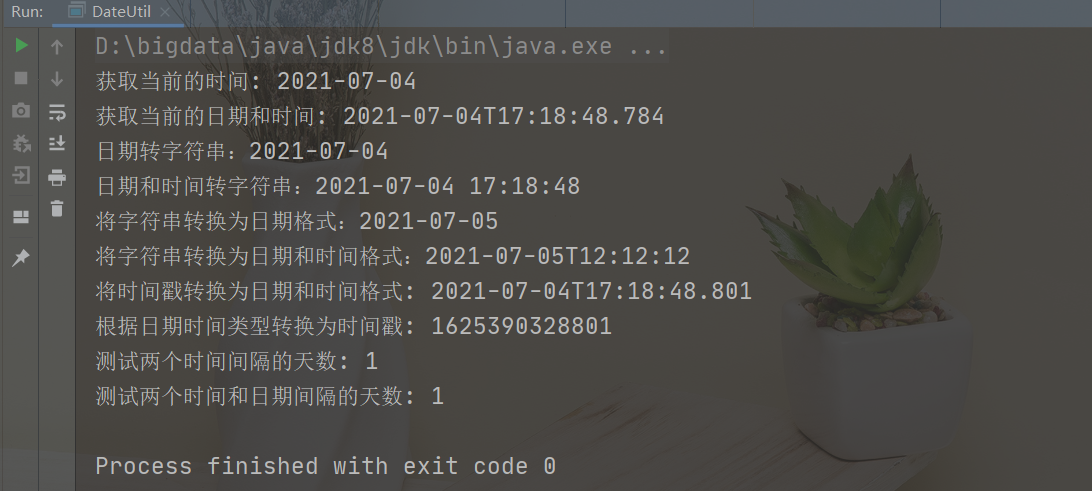 Run: DateUtil
D:\bigdata\java\jdk8\jdk\bin\java.exe ...
获取当前的时间: 2021-07-04
获取当前的日期和时间: 2021-07-04T17:18:48.784
日期转字符串：2021-07-04
日期和时间转字符串：2021-07-04 17:18:48
将字符串转换为日期格式：2021-07-05
将字符串转换为日期和时间格式：2021-07-05T12:12:12
将时间戳转换为日期和时间格式: 2021-07-04T17:18:48.801
根据日期时间类型转换为时间戳: 1625390328801
测试两个时间间隔的天数: 1
测试两个时间和日期间隔的天数: 1
Process finished with exit code 0